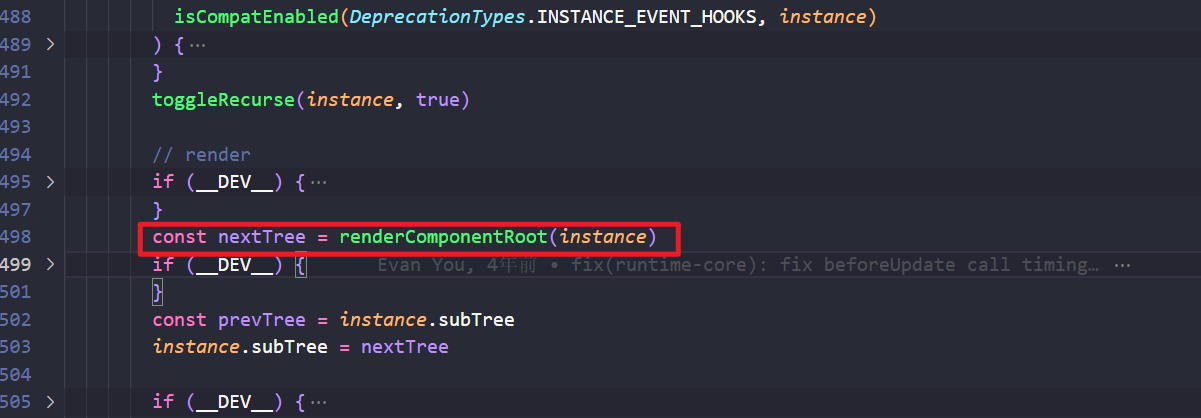 488 isCompatEnabled(DeprecationTypes.INSTANCE_EVENT_HOOKS, instance)
489 > ) { ⋯
491 }
492 toggleRecurse(instance, true)
493
494 // render
495 > if (__DEV__) { ⋯
497 }
498 const nextTree = renderComponentRoot(instance)
499 > if (__DEV__) { Evan You, 4年前 • fix(runtime-core): fix beforeUpdate call timing… ⋯
501 }
502 const prevTree = instance.subTree
503 instance.subTree = nextTree
504
505 > if (__DEV__) { ⋯